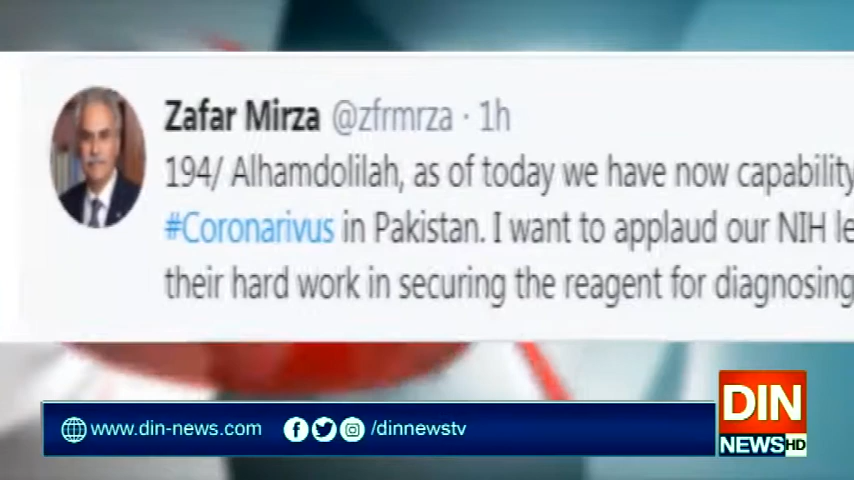 Zafar Mirza @zfrmrza · 1h
194/ Alhamdolilah, as of today we have now capability
#Coronarivus in Pakistan. I want to applaud our NIH le
their hard work in securing the reagent for diagnosing
www.din-news.com /dinnewstv
DIN
NEWS HD